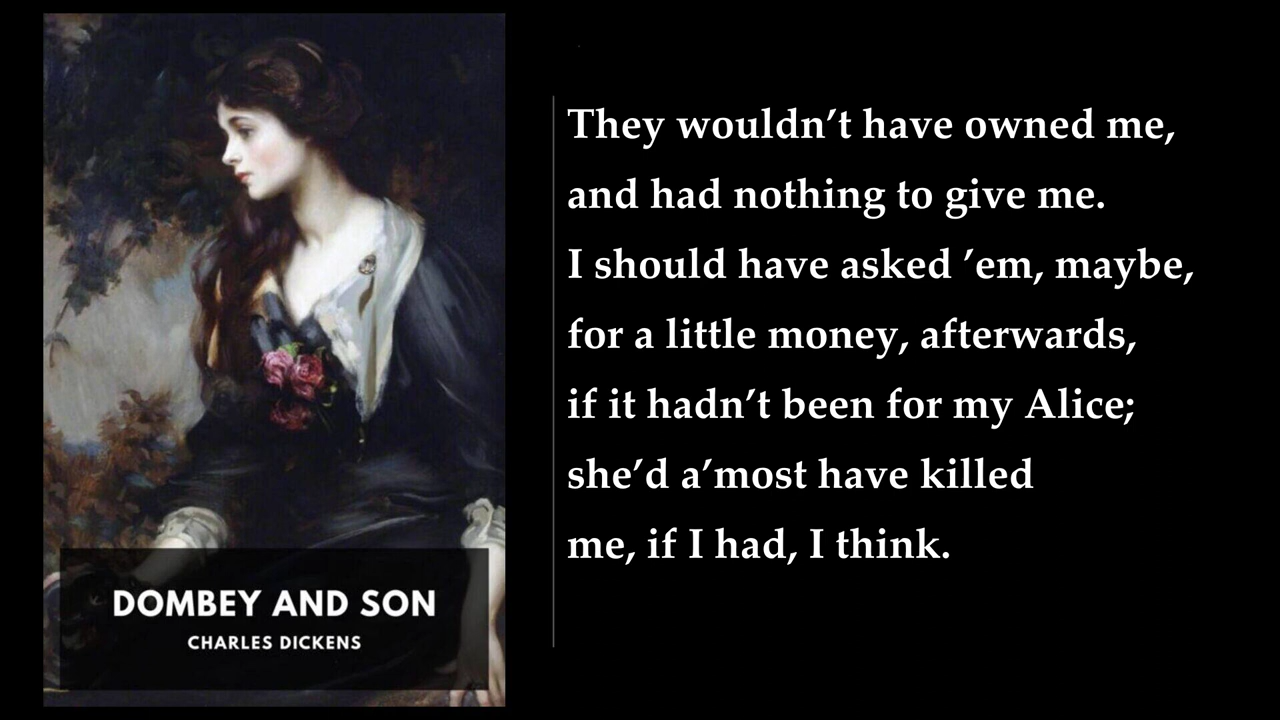 They wouldn’t have owned me,
and had nothing to give me.
I should have asked ’em, maybe,
for a little money, afterwards,
if it hadn’t been for my Alice;
she’d a’most have killed
me, if I had, I think.
DOMBEY AND SON
CHARLES DICKENS